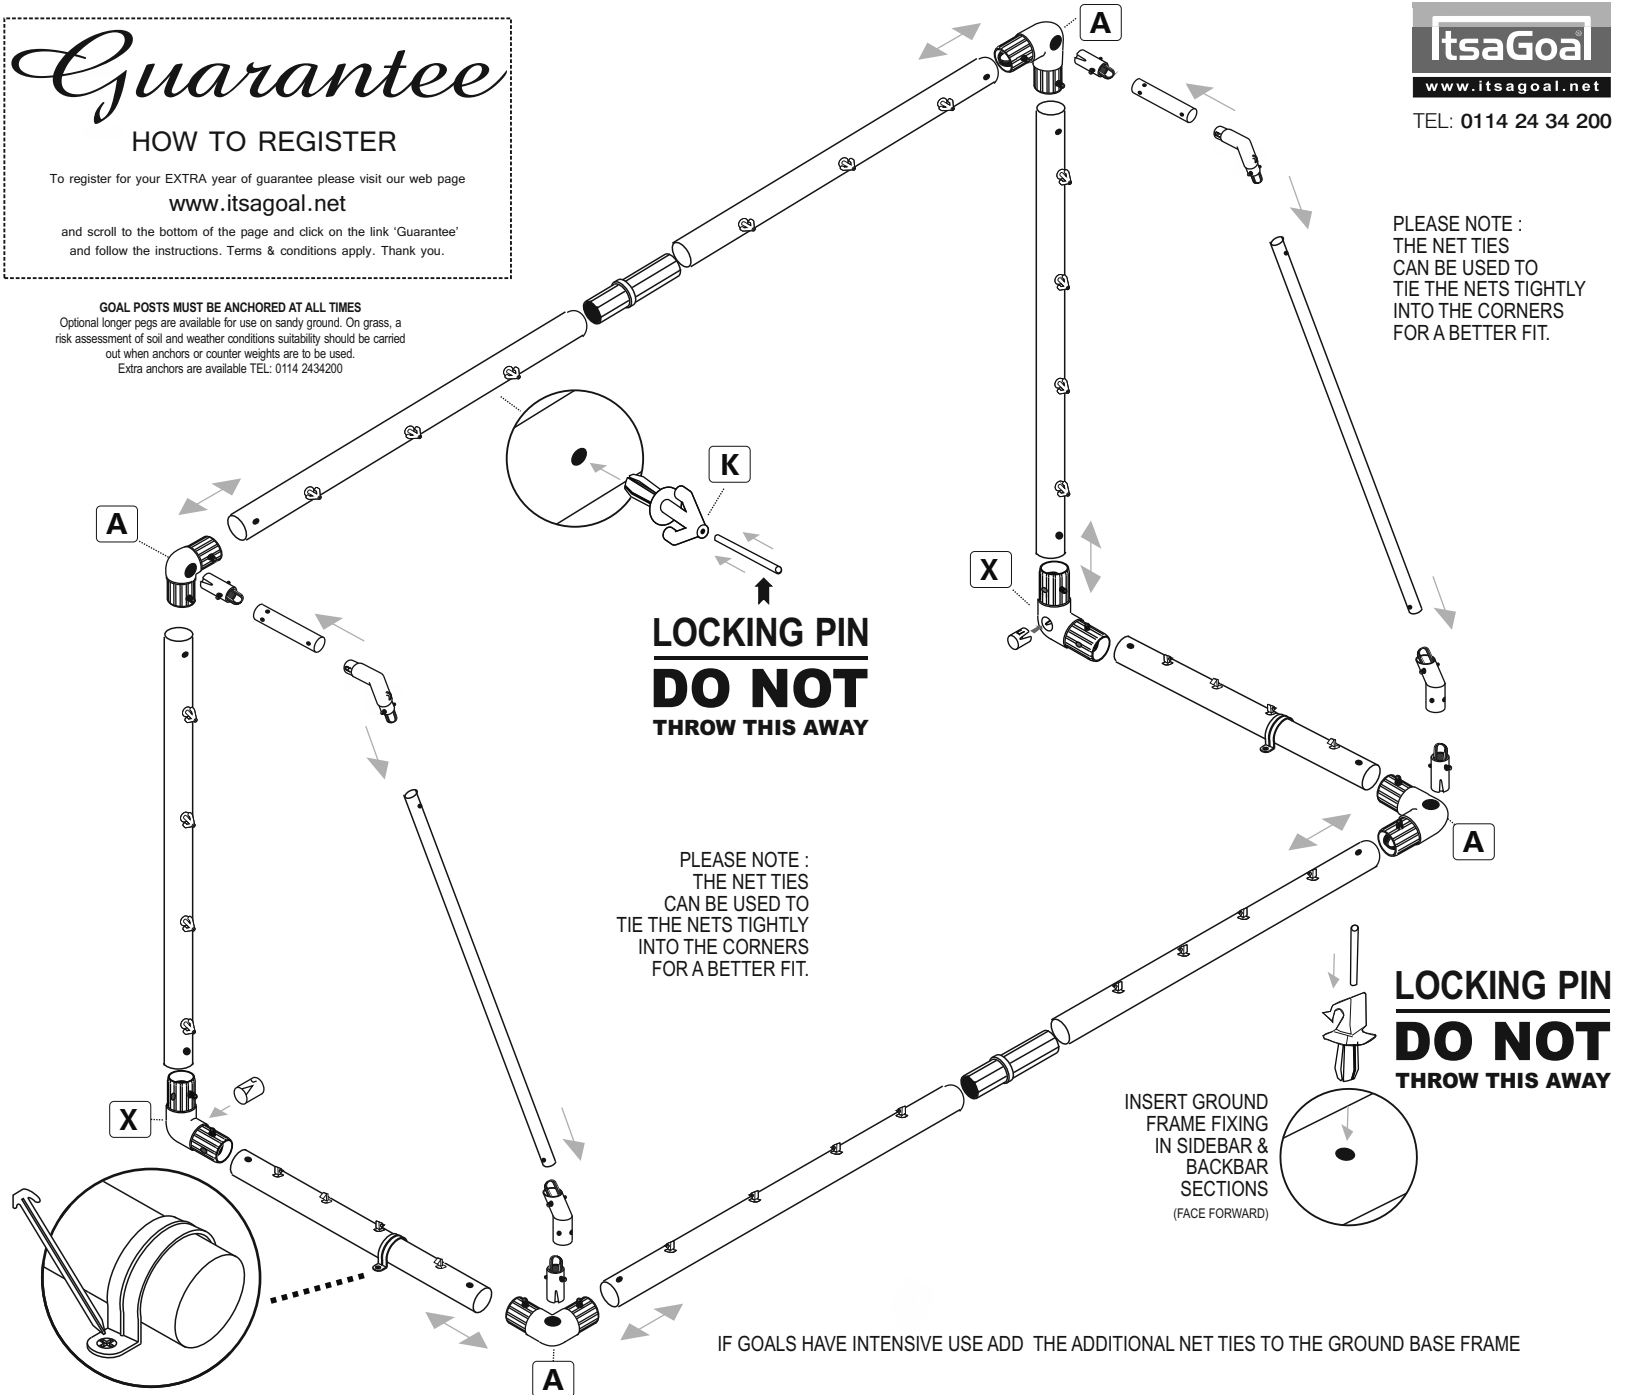 Guarantee
HOW TO REGISTER
To register for your EXTRA year of guarantee please visit our web page
www.itsagoal.net
and scroll to the bottom of the page and click on the link ‘Guarantee’
and follow the instructions. Terms & conditions apply. Thank you.
GOAL POSTS MUST BE ANCHORED AT ALL TIMES
Optional longer pegs are available for use on sandy ground. On grass, a
risk assessment of soil and weather conditions suitability should be carried
out when anchors or counter weights are to be used.
Extra anchors are available TEL: 0114 2434200
A
ItsaGoal®
www.itsagoal.net
TEL: 0114 24 34 200
PLEASE NOTE :
THE NET TIES
CAN BE USED TO
TIE THE NETS TIGHTLY
INTO THE CORNERS
FOR A BETTER FIT.
K
A
LOCKING PIN
DO NOT
THROW THIS AWAY
X
A
PLEASE NOTE :
THE NET TIES
CAN BE USED TO
TIE THE NETS TIGHTLY
INTO THE CORNERS
FOR A BETTER FIT.
LOCKING PIN
DO NOT
THROW THIS AWAY
INSERT GROUND
FRAME FIXING
IN SIDEBAR &
BACKBAR
SECTIONS
(FACE FORWARD)
X
A
IF GOALS HAVE INTENSIVE USE ADD THE ADDITIONAL NET TIES TO THE GROUND BASE FRAME